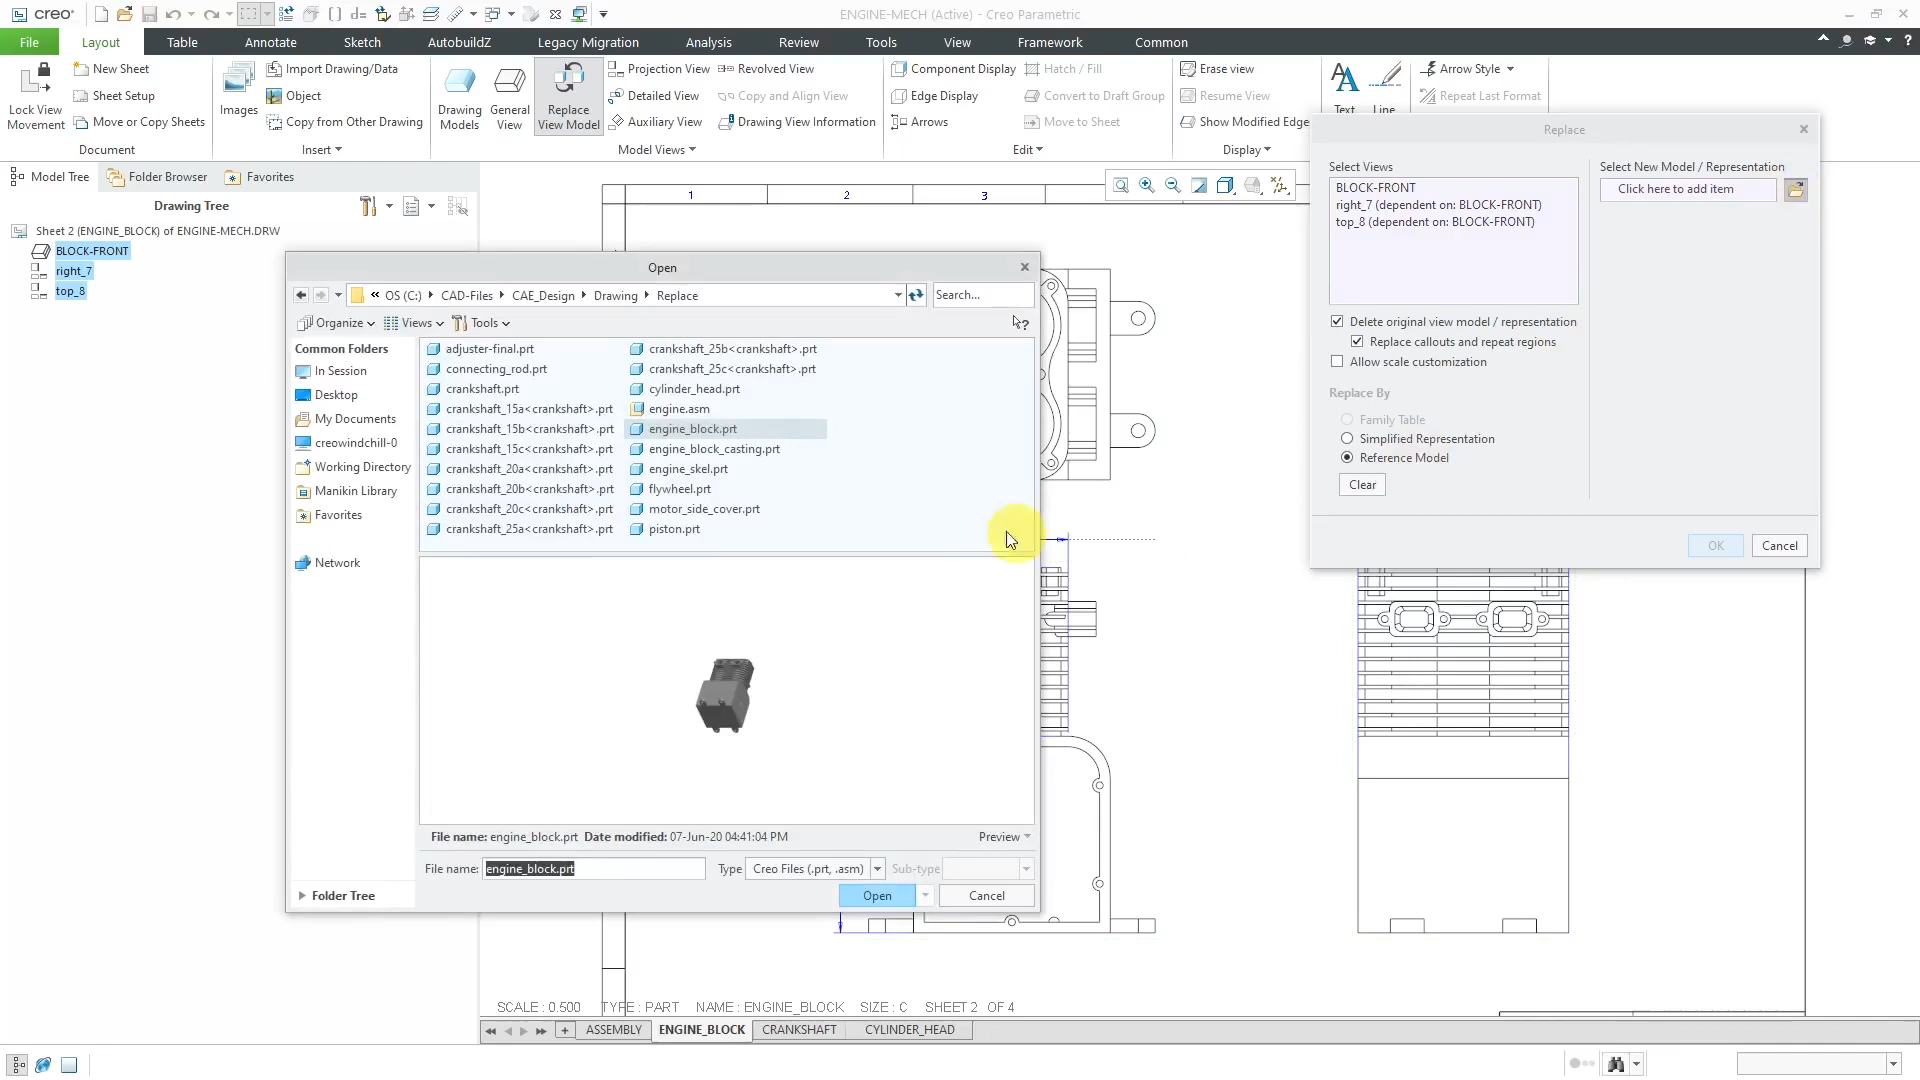 creo
d=
ENGINE-MECH (Active) - Creo Parametric
File Layout Table Annotate Sketch AutobuildZ Legacy Migration Analysis Review Tools View Framework Common
Lock View Movement
New Sheet
Sheet Setup
Move or Copy Sheets
Document
Images
Import Drawing/Data
Object
Copy from Other Drawing
Insert
Drawing Models
General View
Replace View Model
Projection View
Detailed View
Auxiliary View
Revolved View
Copy and Align View
Drawing View Information
Model Views
Component Display
Edge Display
Arrows
Hatch / Fill
Convert to Draft Group
Move to Sheet
Edit
Erase view
Resume View
Show Modified Edge
Display
Text
Line
Arrow Style
Repeat Last Format
Model Tree Folder Browser Favorites
Drawing Tree
Sheet 2 (ENGINE_BLOCK) of ENGINE-MECH.DRW
BLOCK-FRONT
right_7
top_8
1 2 3
Replace
Select Views
BLOCK-FRONT
right_7 (dependent on: BLOCK-FRONT)
top_8 (dependent on: BLOCK-FRONT)
Delete original view model / representation
Replace callouts and repeat regions
Allow scale customization
Replace By
Family Table
Simplified Representation
Reference Model
Clear
Select New Model / Representation
Click here to add item
OK Cancel
Open
« OS (C:) CAD-Files CAE_Design Drawing Replace
Search...
Organize Views Tools
Common Folders
In Session
Desktop
My Documents
creowindchill-0
Working Directory
Manikin Library
Favorites
Network
Folder Tree
adjuster-final.prt
connecting_rod.prt
crankshaft.prt
crankshaft_15a<crankshaft>.prt
crankshaft_15b<crankshaft>.prt
crankshaft_15c<crankshaft>.prt
crankshaft_20a<crankshaft>.prt
crankshaft_20b<crankshaft>.prt
crankshaft_20c<crankshaft>.prt
crankshaft_25a<crankshaft>.prt
crankshaft_25b<crankshaft>.prt
crankshaft_25c<crankshaft>.prt
cylinder_head.prt
engine.asm
engine_block.prt
engine_block_casting.prt
engine_skel.prt
flywheel.prt
motor_side_cover.prt
piston.prt
File name: engine_block.prt Date modified: 07-Jun-20 04:41:04 PM
Preview
File name: engine_block.prt
Type Creo Files (.prt, .asm)
Sub-type
Open Cancel
SCALE : 0.500 TYPE : PART NAME : ENGINE_BLOCK SIZE : C SHEET 2 OF 4
ASSEMBLY ENGINE_BLOCK CRANKSHAFT CYLINDER_HEAD